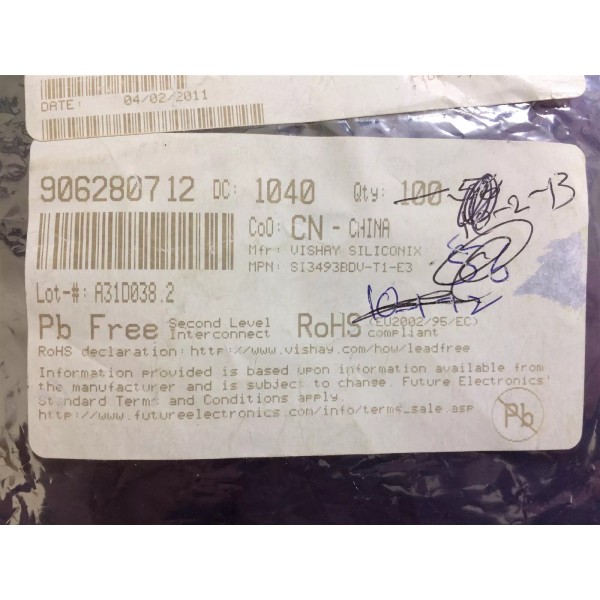 DATE: 04/02/2011
906280712 DC: 1040 Qty: 100
CoO: CN - CHINA
Mfr: VISHAY SILICONIX
MPN: SI3493BDV-T1-E3
Lot-#: A31D038.2
Pb Free Second Level Interconnect RoHS (EU2002/95/EC) compliant
RoHS declaration: http://www.vishay.com/how/leadfree
Information provided is based upon information available from
the manufacturer and is subject to change. Future Electronics'
Standard Terms and Conditions apply.
http://www.futureelectronics.com/info/terms_sale.asp
Pb